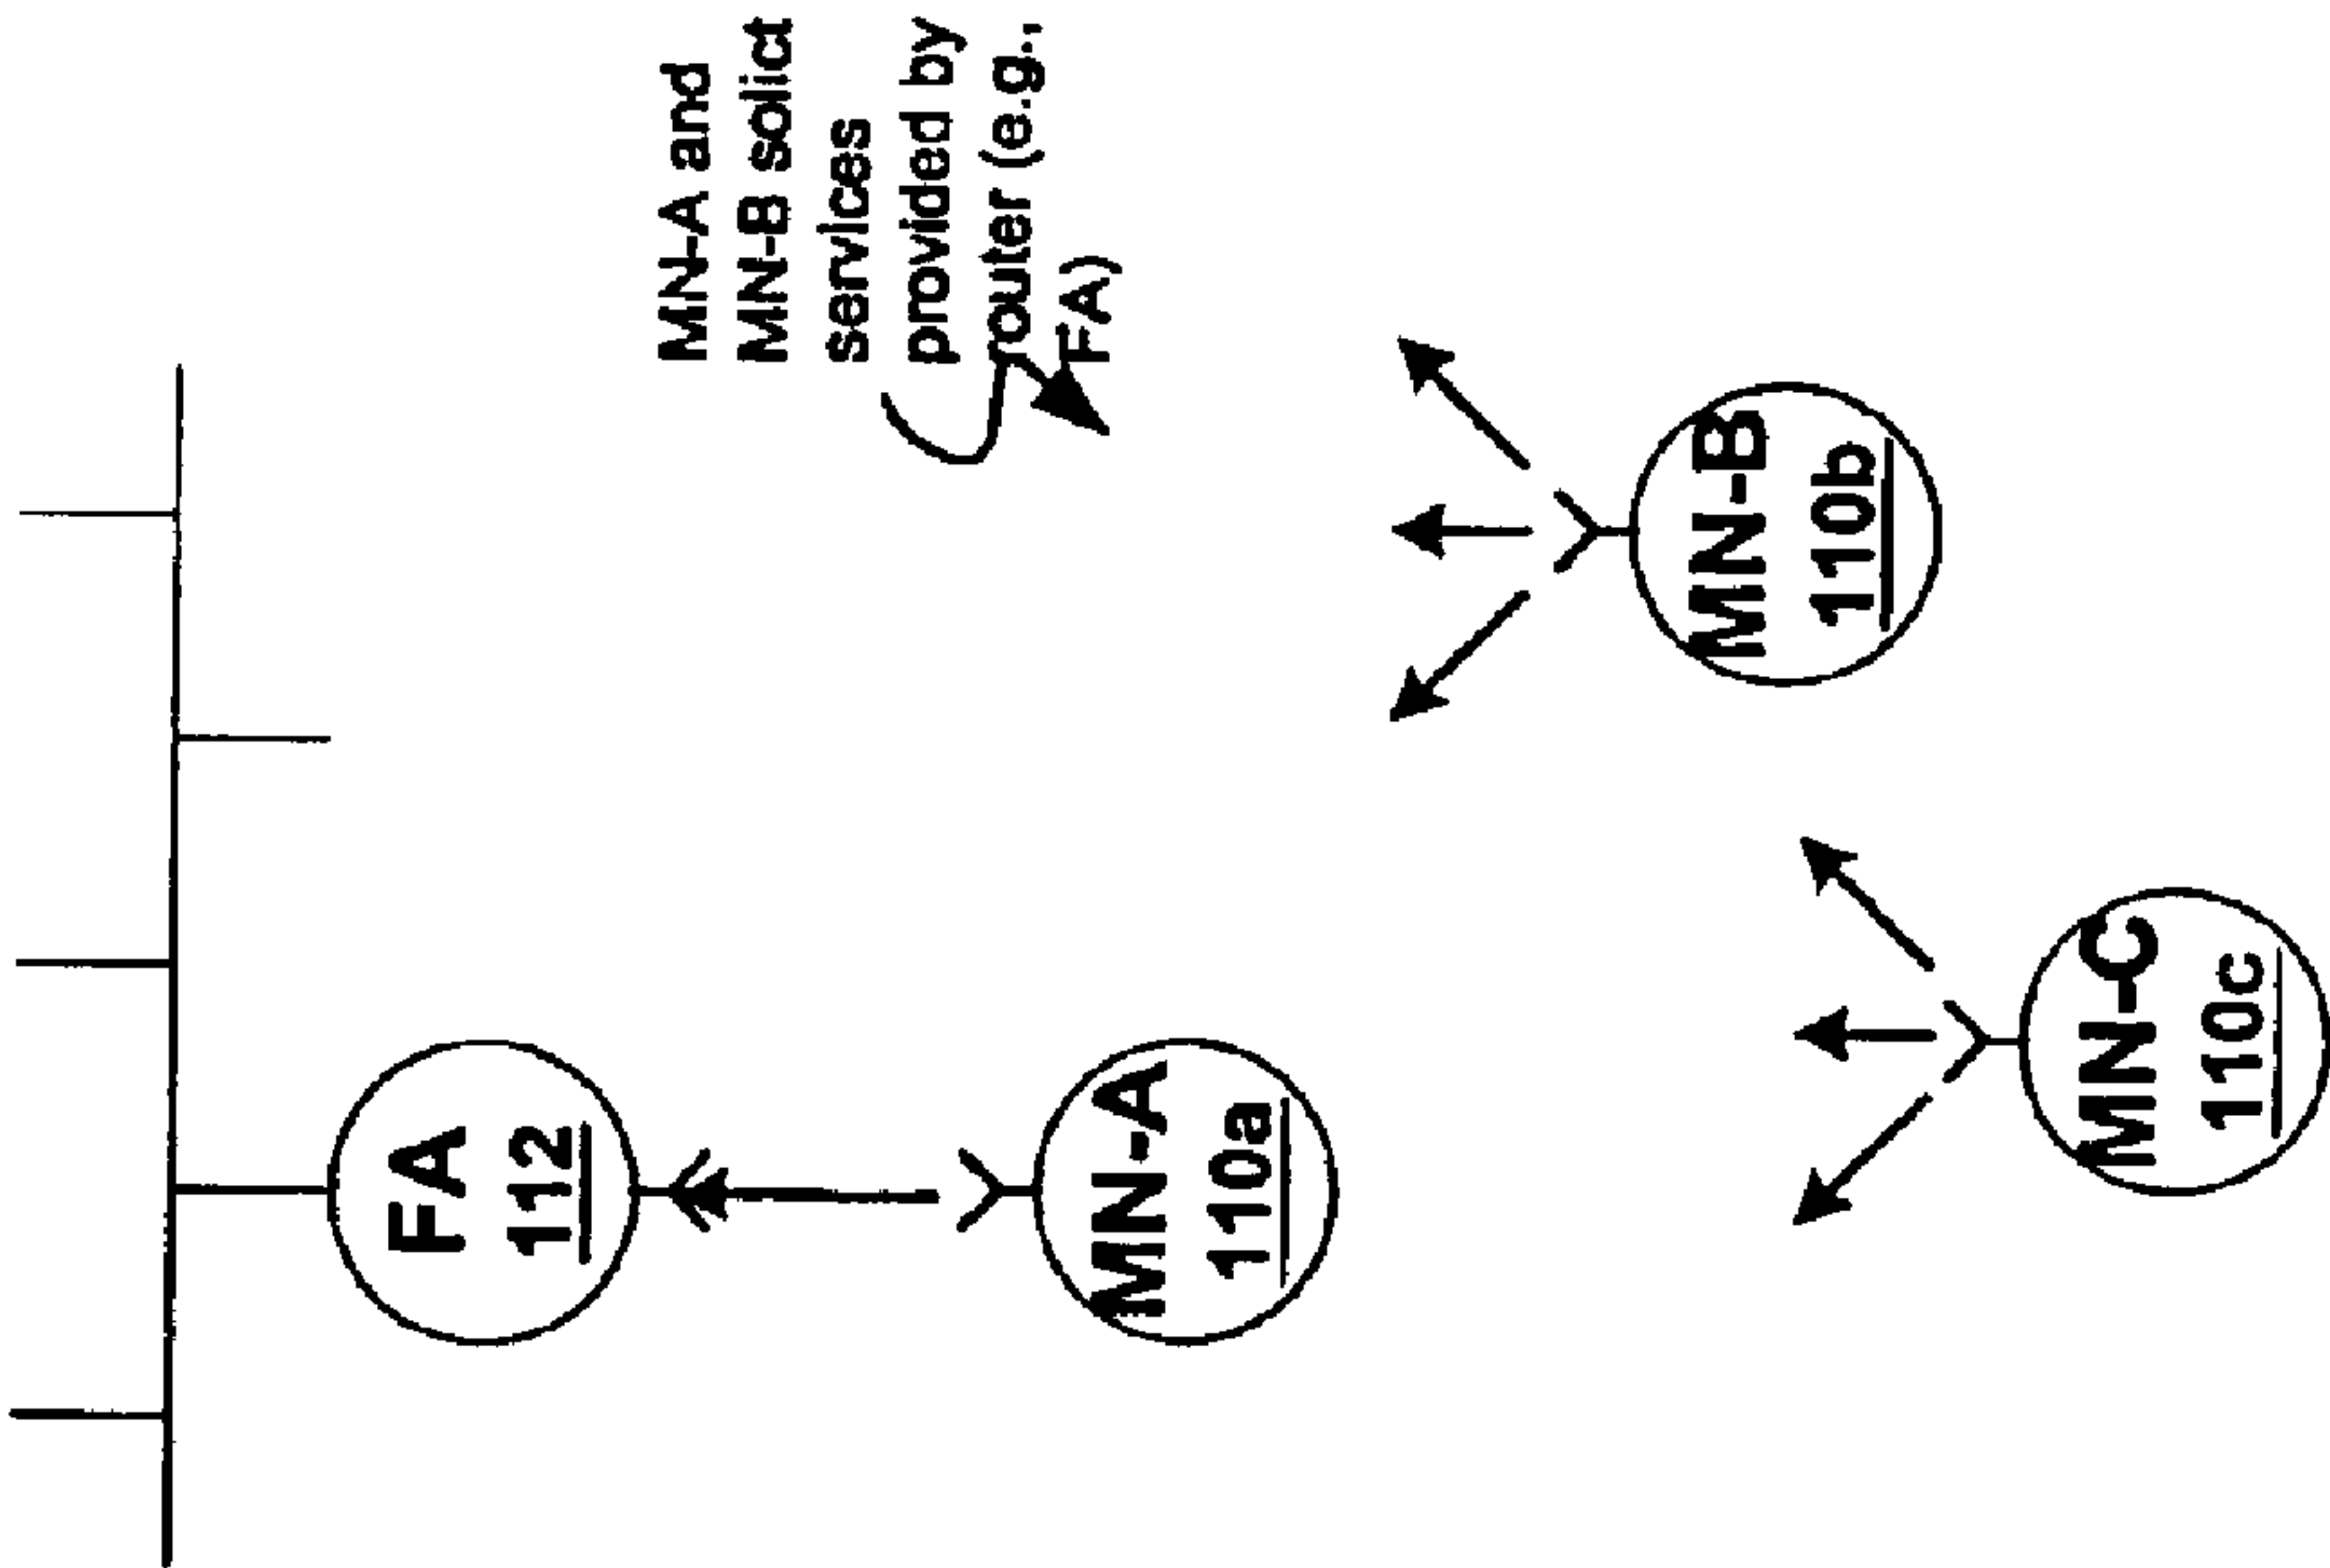 MN-A and
MN-B solict
services
provided by
router (e.g.,
FA)
FA
112
MN-A
110a
MN-B
110b
MN-C
110c